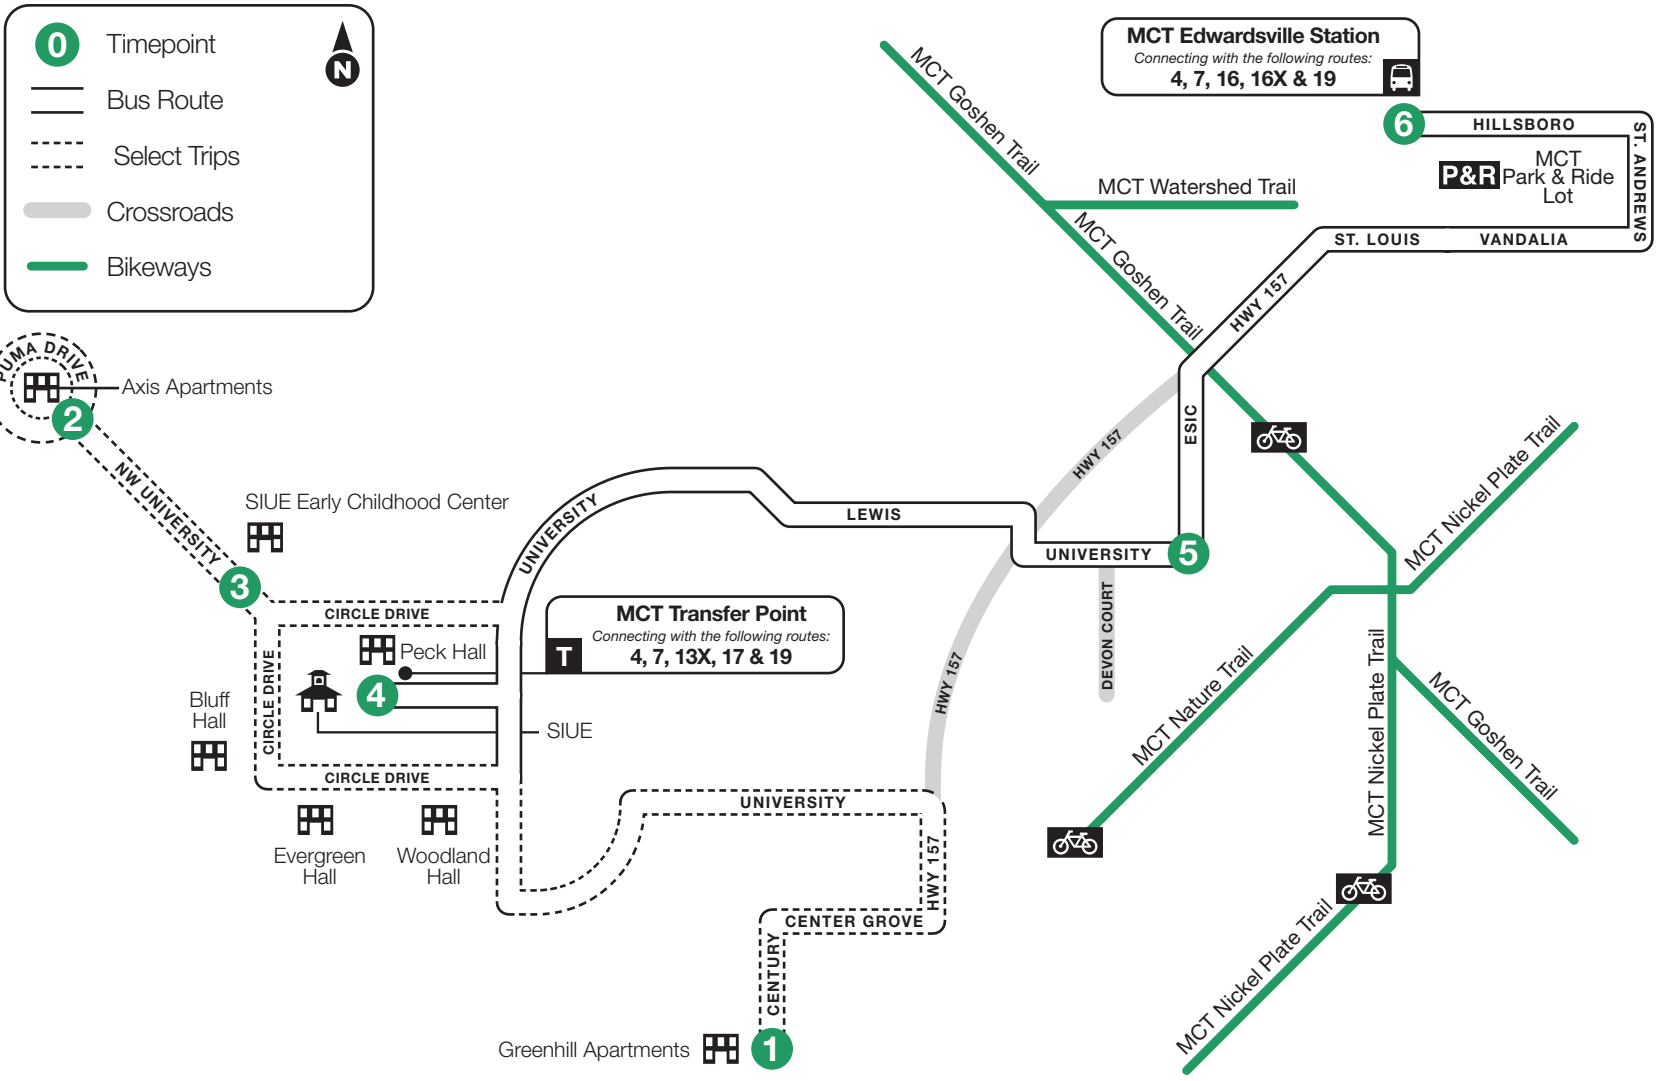 0 Timepoint
Bus Route
Select Trips
Crossroads
Bikeways
N
MCT Edwardsville Station
Connecting with the following routes:
4, 7, 16, 16X & 19
6
HILLSBORO
ST. ANDREWS
P&R
MCT
Park & Ride
Lot
ST. LOUIS
VANDALIA
HWY 157
MCT Goshen Trail
MCT Watershed Trail
MCT Goshen Trail
PUMA DRIVE
Axis Apartments
2
NW UNIVERSITY
SIUE Early Childhood Center
3
UNIVERSITY
LEWIS
HWY 157
ESIC
UNIVERSITY
5
MCT Nickel Plate Trail
CIRCLE DRIVE
Peck Hall
4
CIRCLE DRIVE
Bluff
Hall
SIUE
CIRCLE DRIVE
T
MCT Transfer Point
Connecting with the following routes:
4, 7, 13X, 17 & 19
HWY 157
DEVON COURT
MCT Nature Trail
MCT Nickel Plate Trail
MCT Goshen Trail
Evergreen
Hall
Woodland
Hall
UNIVERSITY
HWY 157
CENTER GROVE
CENTURY
Greenhill Apartments
1
MCT Nickel Plate Trail